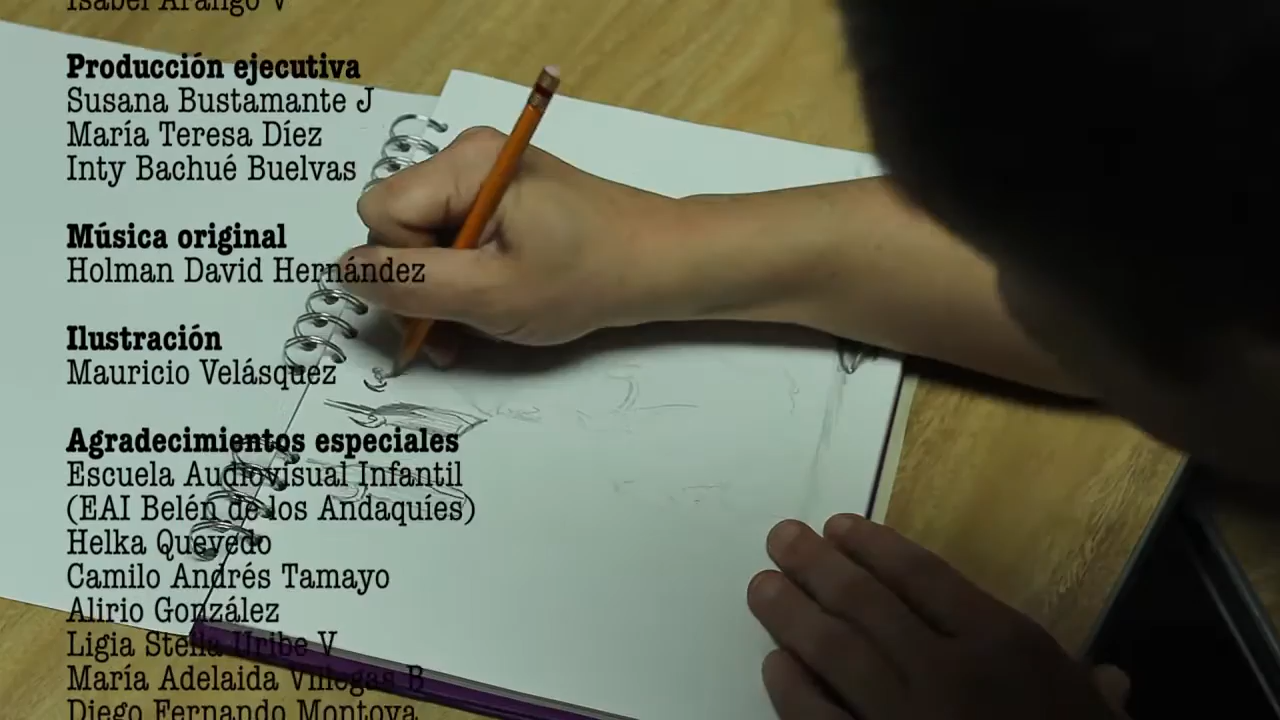 Isabel Arango V
Producción ejecutiva
Susana Bustamante J
María Teresa Díez
Inty Bachué Buelvas
Música original
Holman David Hernández
Ilustración
Mauricio Velásquez
Agradecimientos especiales
Escuela Audiovisual Infantil
(EAI Belén de los Andaquíes)
Helka Quevedo
Camilo Andrés Tamayo
Alirio González
Ligia Stella Uribe V
María Adelaida Villegas B
Diego Fernando Montoya